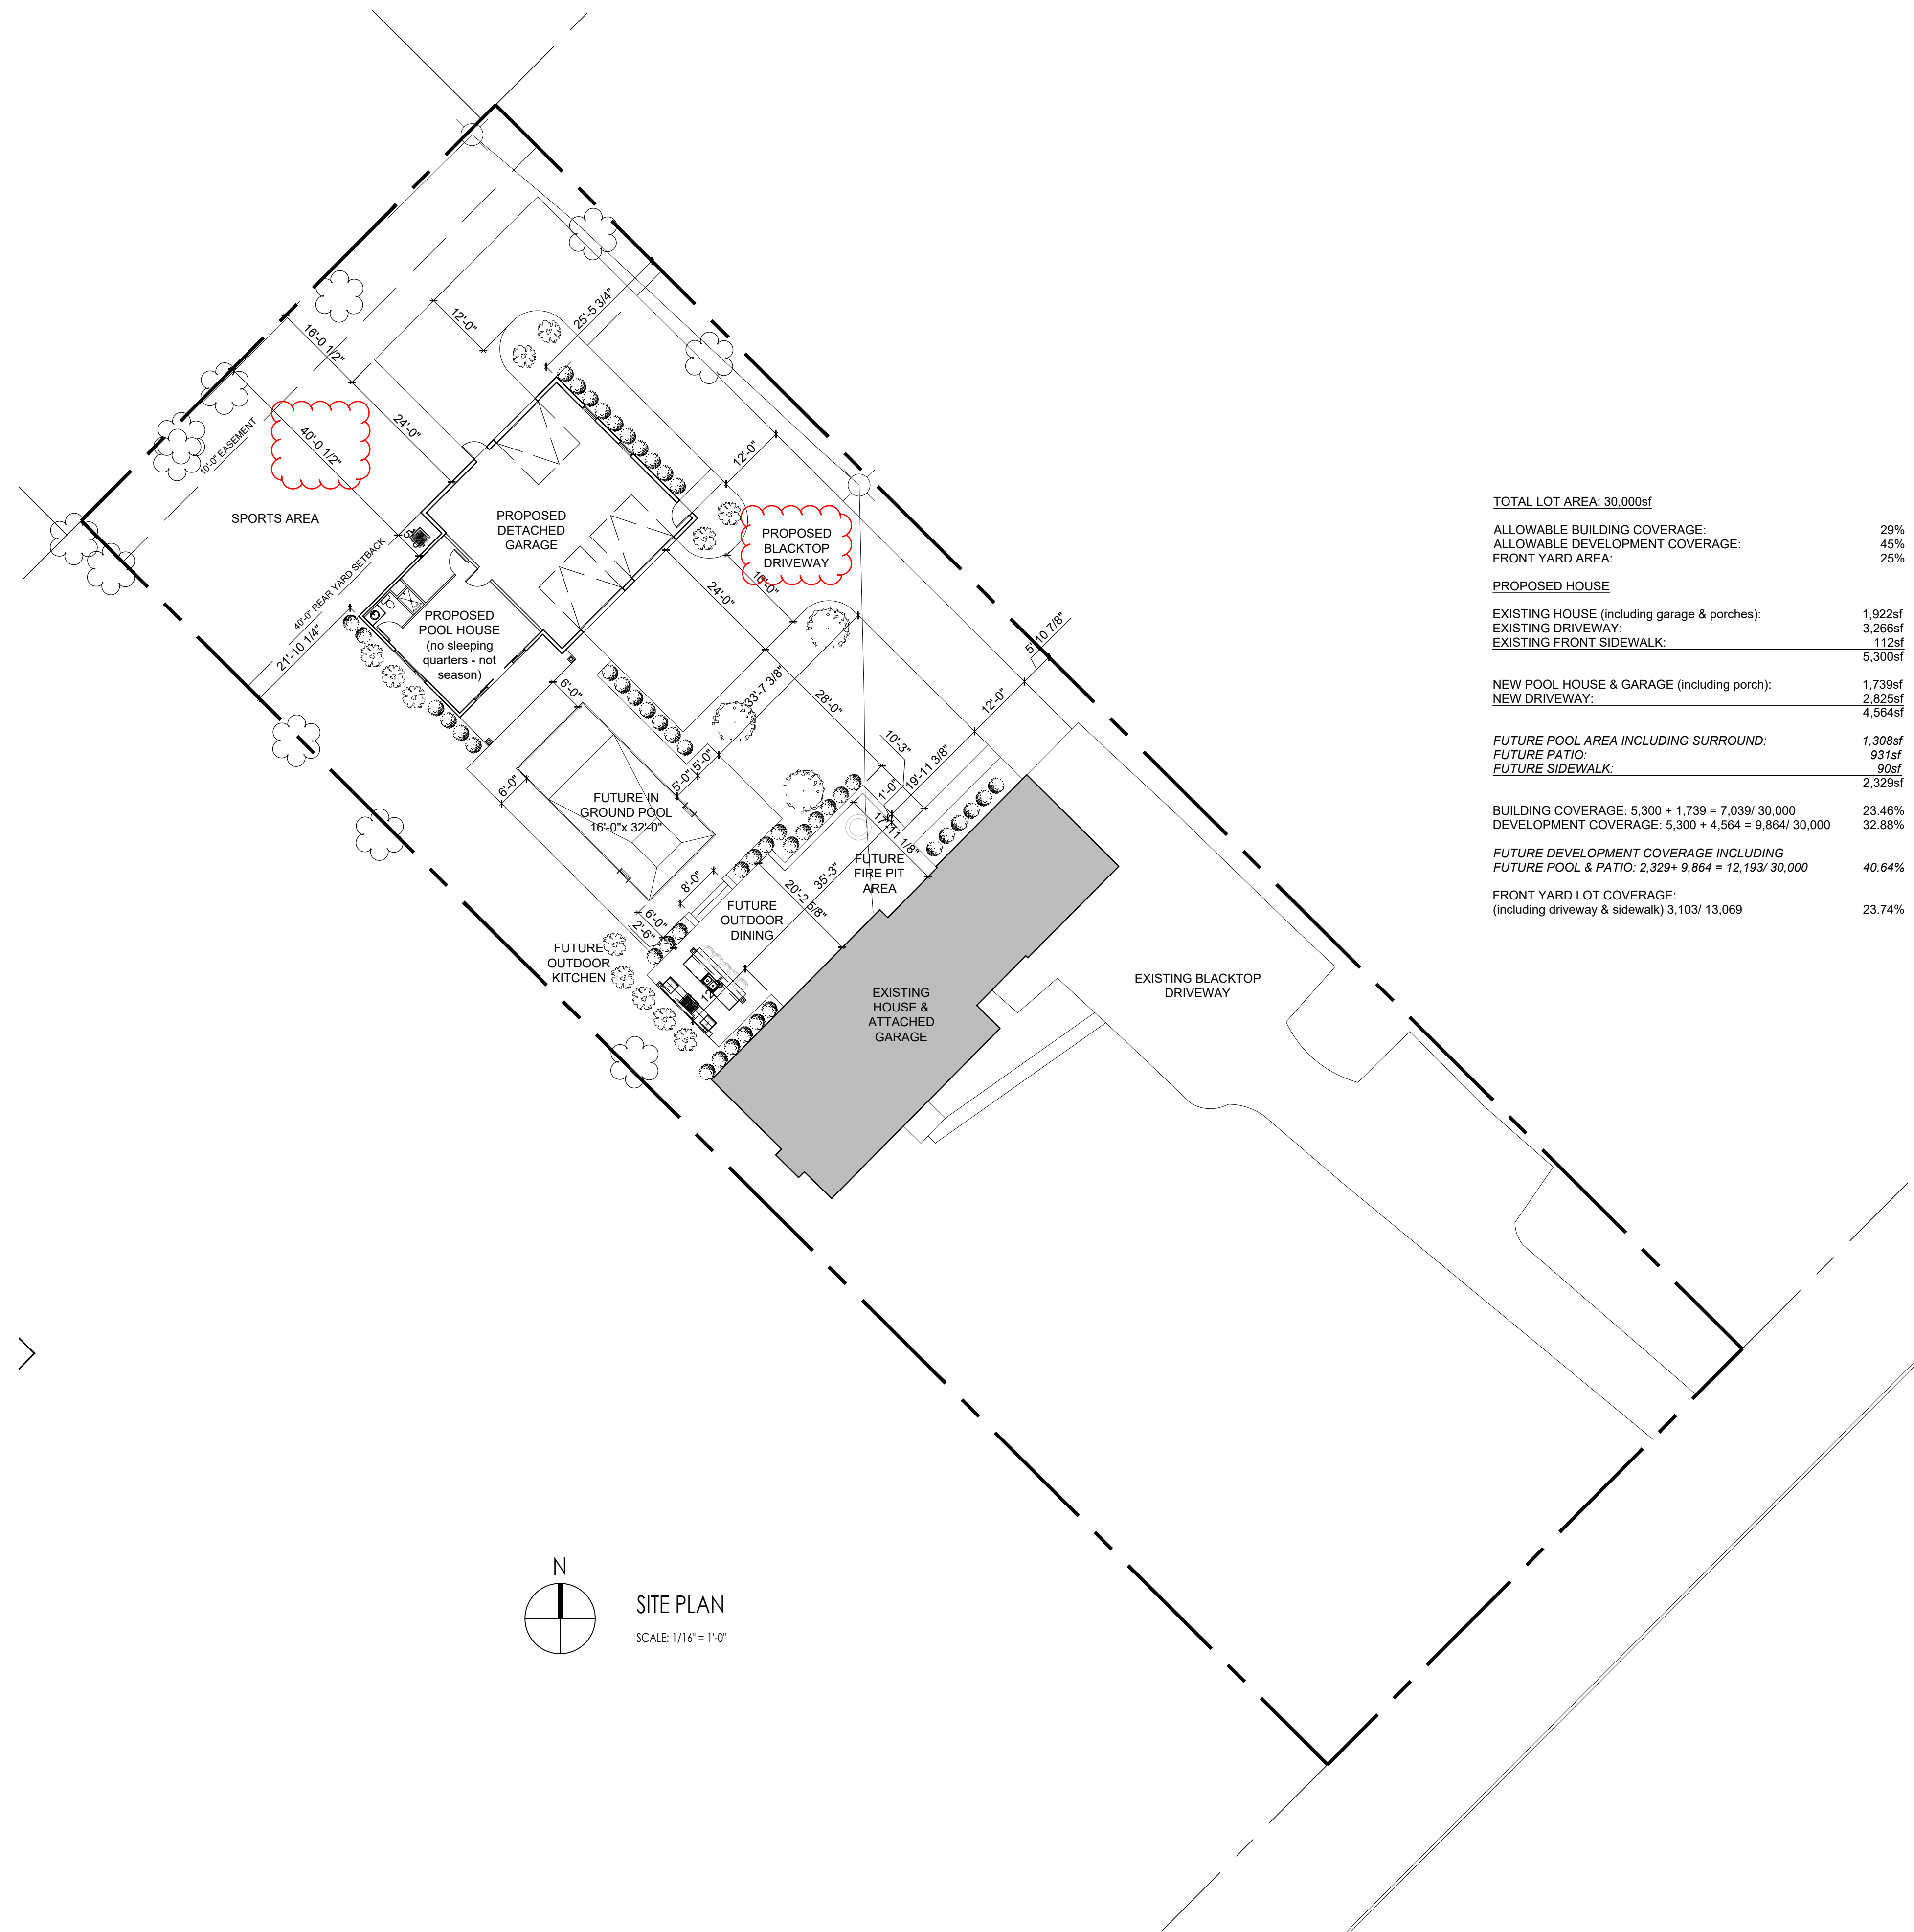 16'-0 1/2"
12'-0"
25'-5 3/4"
24'-0"
40'-0 1/2"
10'-0" EASEMENT
SPORTS AREA
12'-0"
PROPOSED
DETACHED
GARAGE
PROPOSED
BLACKTOP
DRIVEWAY
16'-0"
24'-0"
40'-0" REAR YARD SETBACK
21'-10 1/4"
PROPOSED
POOL HOUSE
(no sleeping
quarters - not
season)
6'-0"
33'-7 3/8"
28'-0"
5'-10 7/8"
12'-0"
10'-3"
19'-11 3/8"
1'-0"
17'-11 1/8"
5'-0"
5'-0"
6'-0"
FUTURE IN
GROUND POOL
16'-0"x 32'-0"
FUTURE
FIRE PIT
AREA
35'-3"
20'-2 5/8"
8'-0"
6'-0"
2'-6"
FUTURE
OUTDOOR
DINING
FUTURE
OUTDOOR
KITCHEN
EXISTING
HOUSE &
ATTACHED
GARAGE
EXISTING BLACKTOP
DRIVEWAY
TOTAL LOT AREA: 30,000sf
ALLOWABLE BUILDING COVERAGE: 29%
ALLOWABLE DEVELOPMENT COVERAGE: 45%
FRONT YARD AREA: 25%
PROPOSED HOUSE
EXISTING HOUSE (including garage & porches): 1,922sf
EXISTING DRIVEWAY: 3,266sf
EXISTING FRONT SIDEWALK: 112sf
5,300sf
NEW POOL HOUSE & GARAGE (including porch): 1,739sf
NEW DRIVEWAY: 2,825sf
4,564sf
FUTURE POOL AREA INCLUDING SURROUND: 1,308sf
FUTURE PATIO: 931sf
FUTURE SIDEWALK: 90sf
2,329sf
BUILDING COVERAGE: 5,300 + 1,739 = 7,039/ 30,000 23.46%
DEVELOPMENT COVERAGE: 5,300 + 4,564 = 9,864/ 30,000 32.88%
FUTURE DEVELOPMENT COVERAGE INCLUDING
FUTURE POOL & PATIO: 2,329+ 9,864 = 12,193/ 30,000 40.64%
FRONT YARD LOT COVERAGE:
(including driveway & sidewalk) 3,103/ 13,069 23.74%
N
SITE PLAN
SCALE: 1/16" = 1'-0"